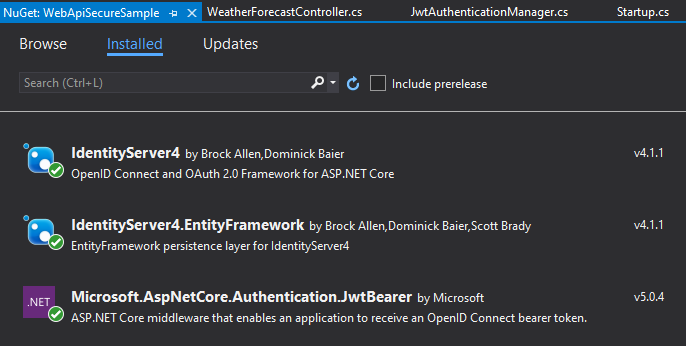 NuGet: WebApiSecureSample WeatherForecastController.cs JwtAuthenticationManager.cs Startup.cs
Browse Installed Updates
Search (Ctrl+L) Include prerelease
IdentityServer4 by Brock Allen,Dominick Baier v4.1.1
OpenID Connect and OAuth 2.0 Framework for ASP.NET Core
IdentityServer4.EntityFramework by Brock Allen,Dominick Baier,Scott Brady v4.1.1
EntityFramework persistence layer for IdentityServer4
.NET Microsoft.AspNetCore.Authentication.JwtBearer by Microsoft v5.0.4
ASP.NET Core middleware that enables an application to receive an OpenID Connect bearer token.